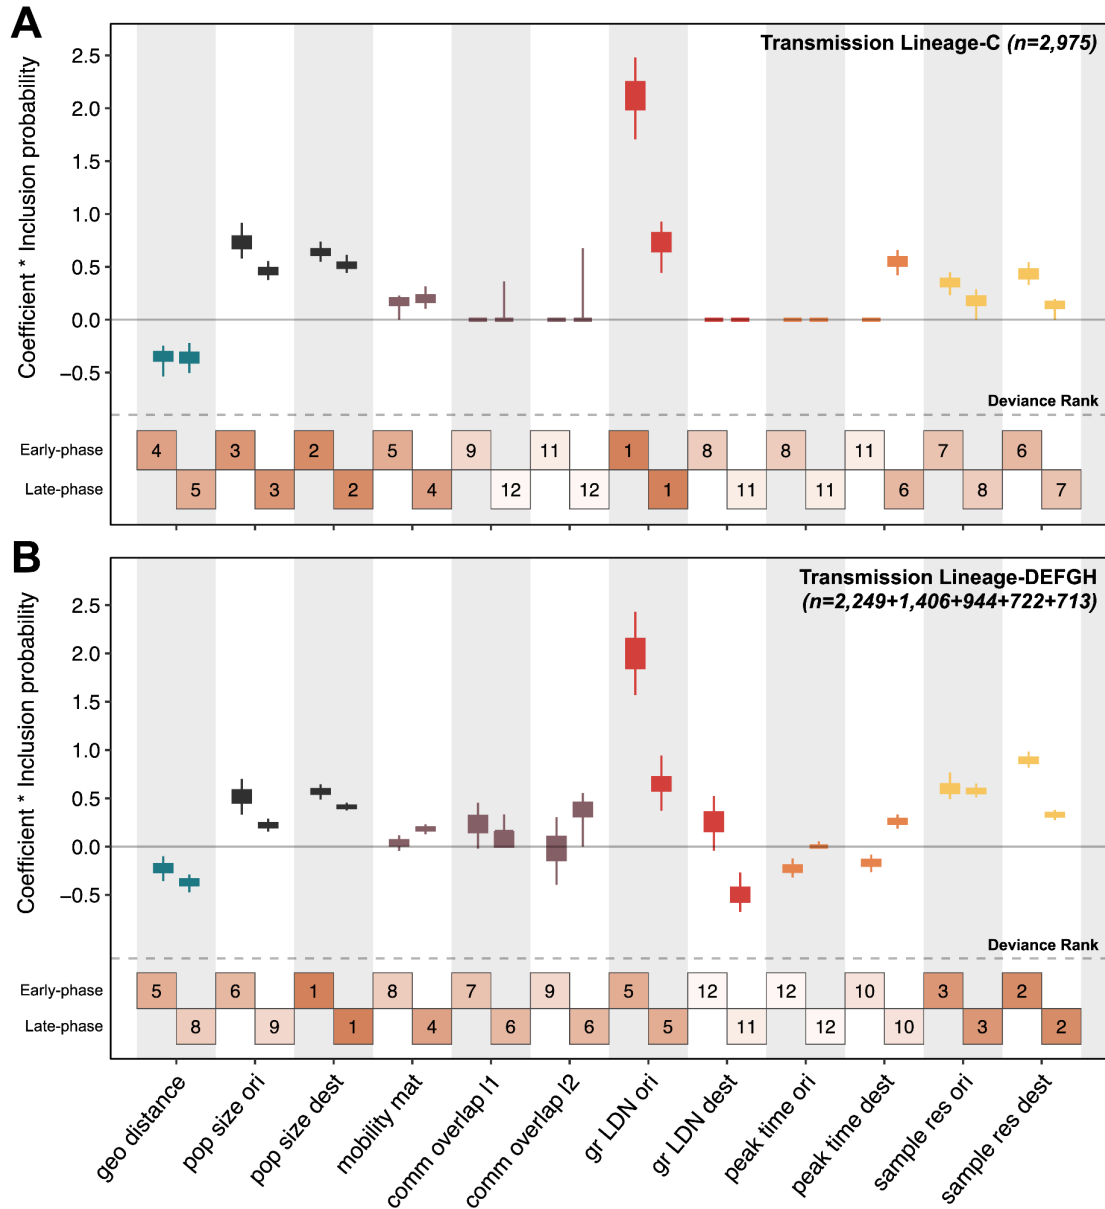 A
Transmission Lineage-C (n=2,975)
Coefficient * Inclusion probability
2.5
2.0
1.5
1.0
0.5
0.0
−0.5
Deviance Rank
Early-phase 4 3 2 5 9 11 1 8 8 11 7 6
Late-phase 5 3 2 4 12 12 1 11 11 6 8 7
B
Transmission Lineage-DEFGH
(n=2,249+1,406+944+722+713)
Coefficient * Inclusion probability
2.5
2.0
1.5
1.0
0.5
0.0
−0.5
Deviance Rank
Early-phase 5 6 1 8 7 9 5 12 12 10 3 2
Late-phase 8 9 1 4 6 6 5 11 12 10 3 2
geo distance
pop size ori
pop size dest
mobility mat
comm overlap l1
comm overlap l2
gr LDN ori
gr LDN dest
peak time ori
peak time dest
sample res ori
sample res dest